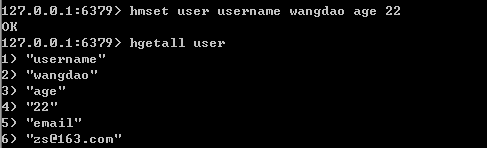 127.0.0.1:6379> hmset user username wangdao age 22
OK
127.0.0.1:6379> hgetall user
1) "username"
2) "wangdao"
3) "age"
4) "22"
5) "email"
6) "zs@163.com"